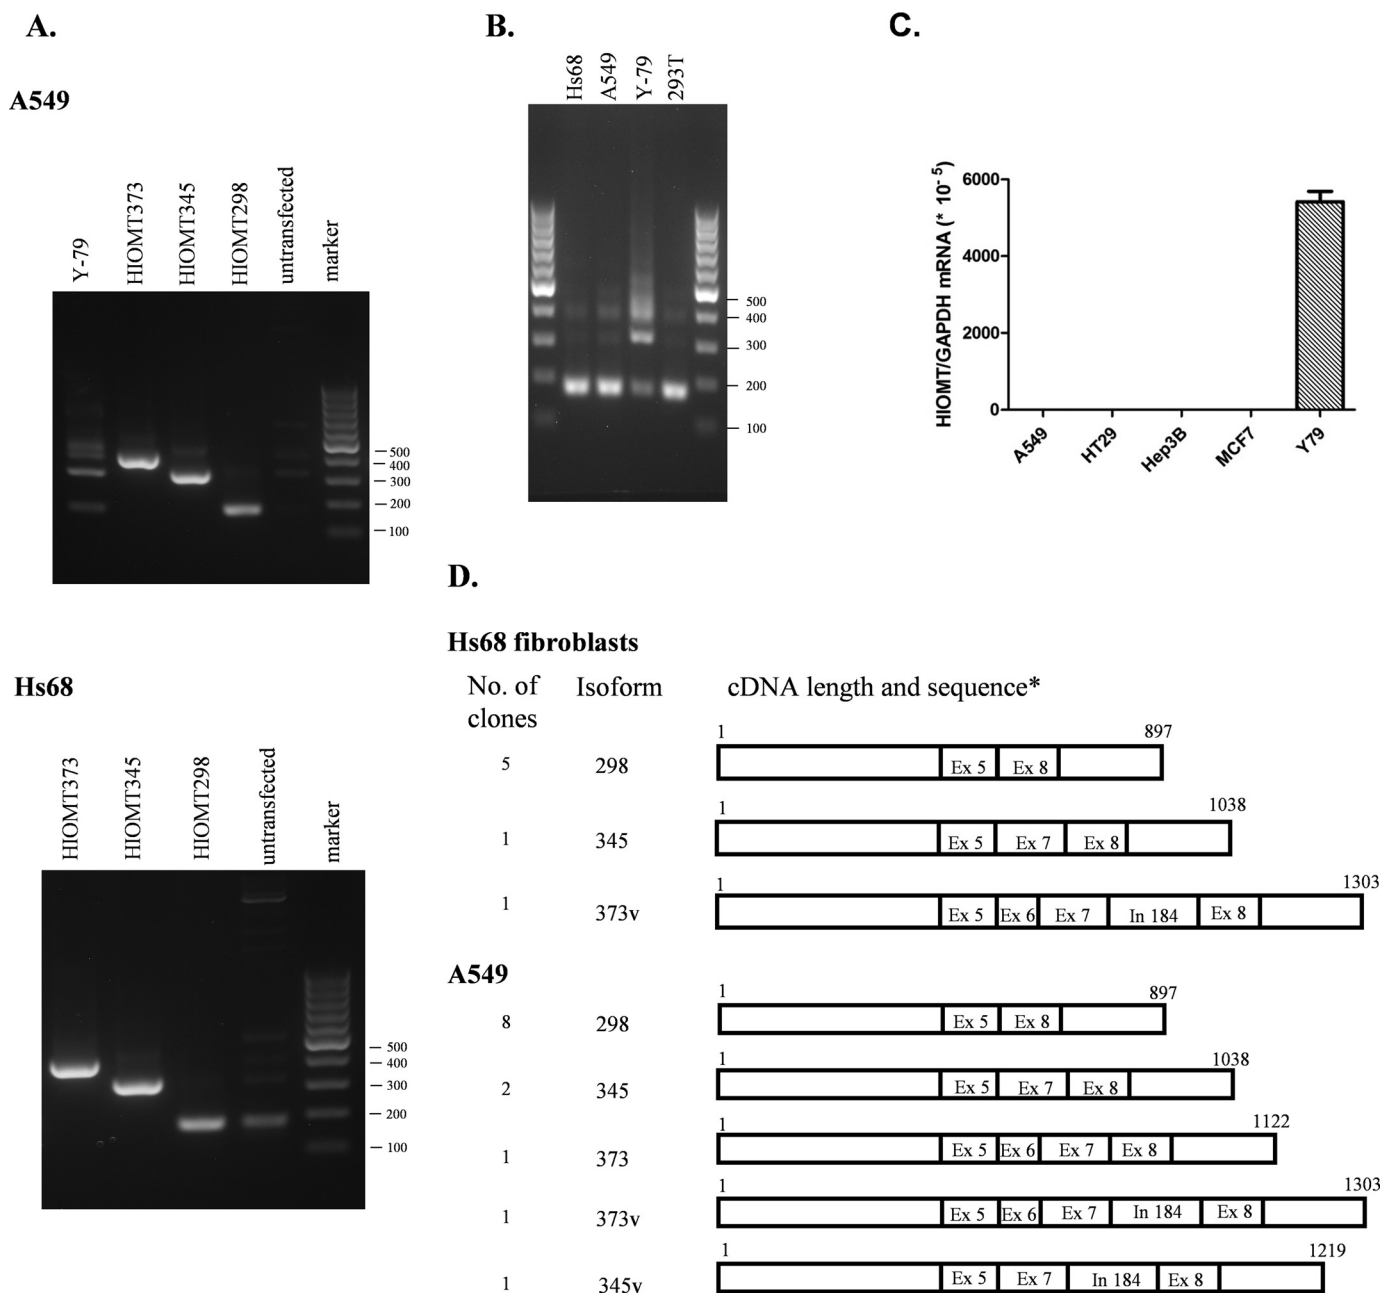 A.
A549
Y-79
HIOMT373
HIOMT345
HIOMT298
untransfected
marker
500
400
300
200
100
Hs68
HIOMT373
HIOMT345
HIOMT298
untransfected
marker
500
400
300
200
100
B.
Hs68
A549
Y-79
293T
500
400
300
200
100
C.
HIOMT/GAPDH mRNA (* 10⁻⁵)
6000
4000
2000
0
A549
HT29
Hep3B
MCF7
Y79
D.
Hs68 fibroblasts
No. of clones
Isoform
cDNA length and sequence*
1 897
5 298 Ex 5 Ex 8
1 1038
1 345 Ex 5 Ex 7 Ex 8
1 1303
1 373v Ex 5 Ex 6 Ex 7 In 184 Ex 8
A549
1 897
8 298 Ex 5 Ex 8
1 1038
2 345 Ex 5 Ex 7 Ex 8
1 1122
1 373 Ex 5 Ex 6 Ex 7 Ex 8
1 1303
1 373v Ex 5 Ex 6 Ex 7 In 184 Ex 8
1 1219
1 345v Ex 5 Ex 7 In 184 Ex 8